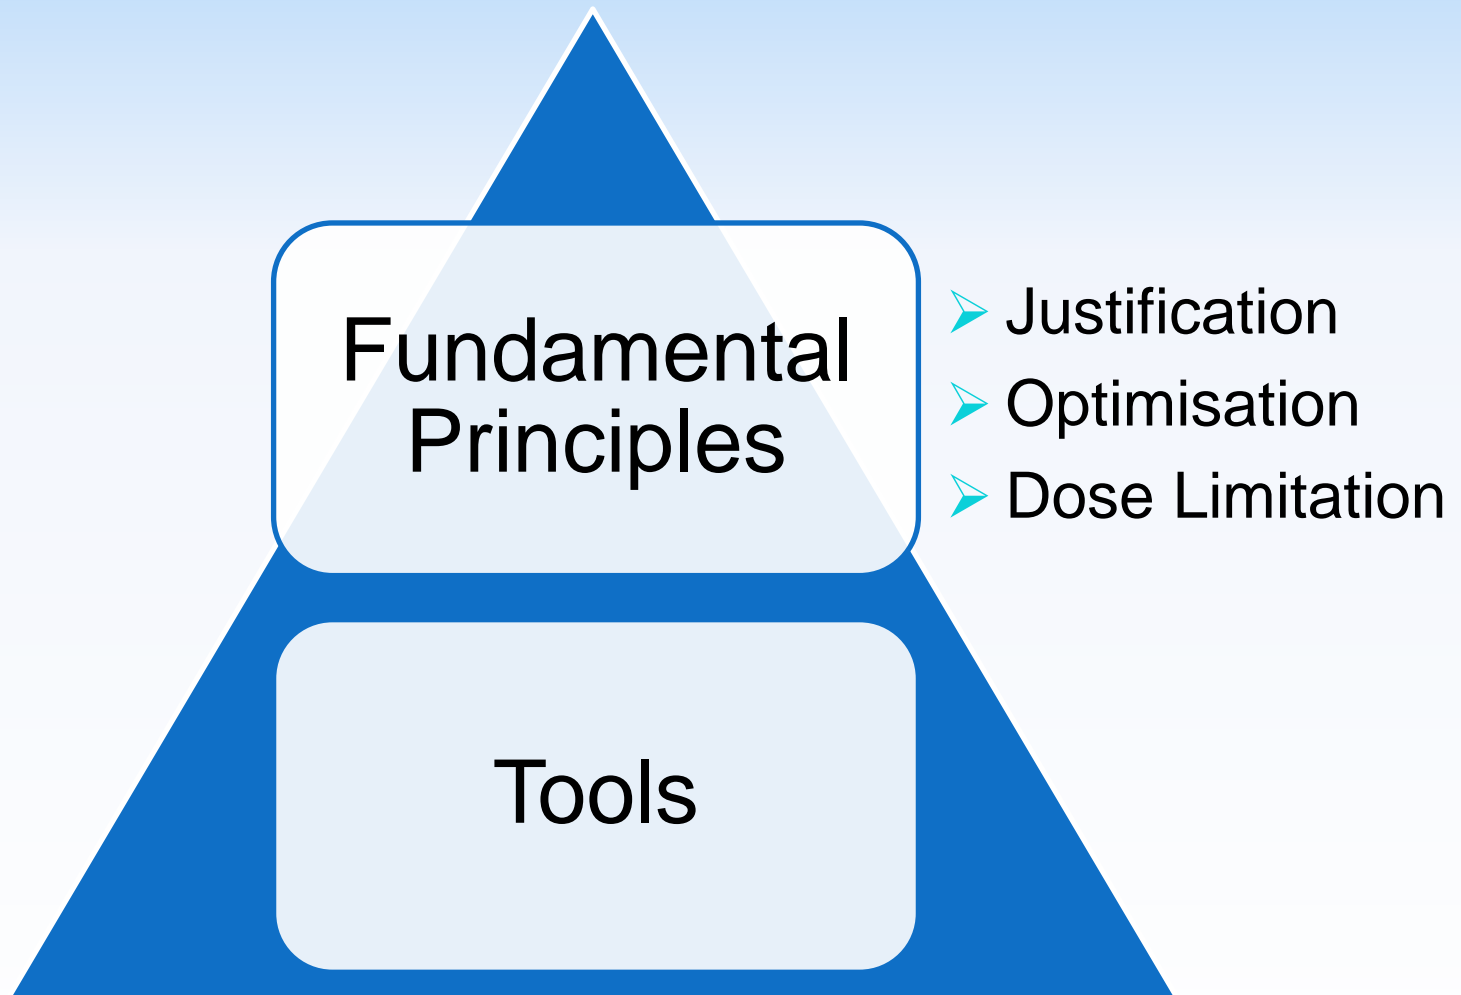 Fundamental
Principles
Justification
Optimisation
Dose Limitation
Tools